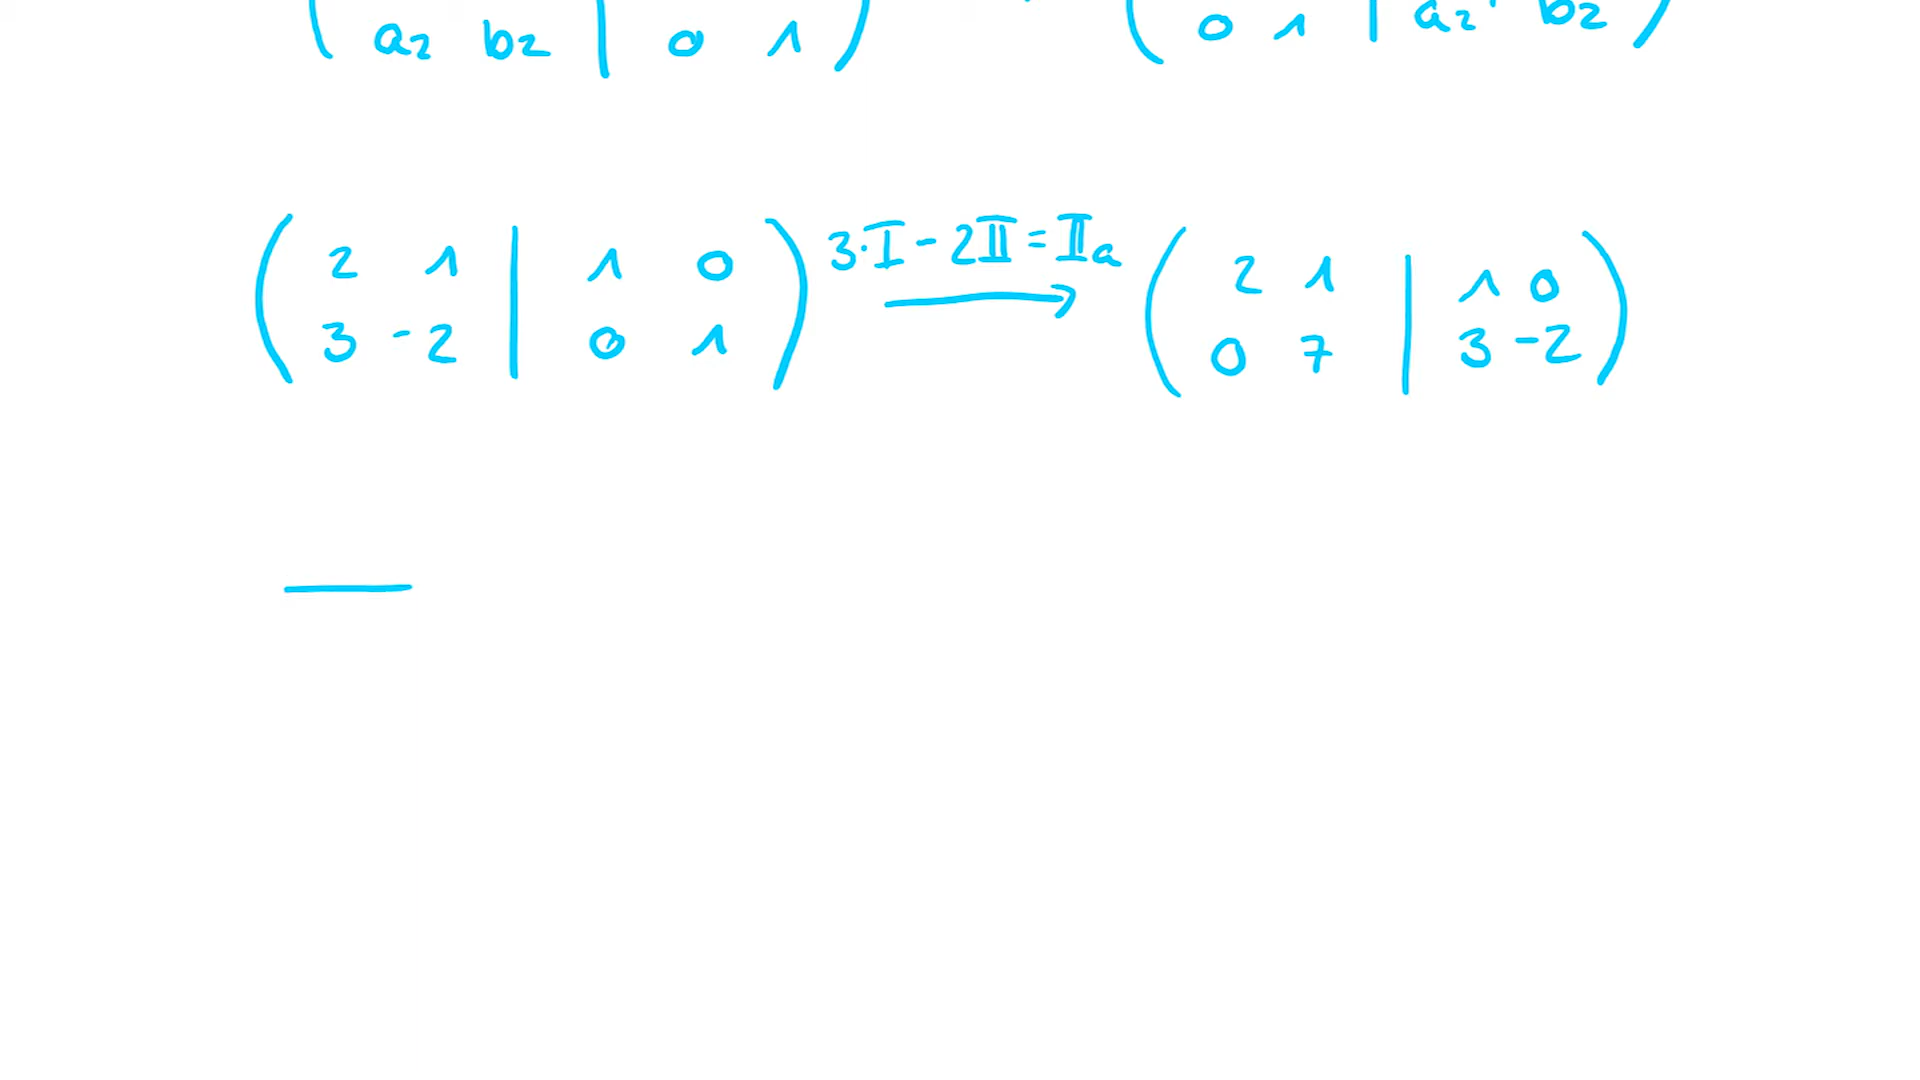 a₂ b₂ | 0 1 0 1 | a₂' b₂'
( 2 1 | 1 0 ) 3·I - 2II = IIa ( 2 1 | 1 0 )
( 3 -2 | 0 1 ) → ( 0 7 | 3 -2 )